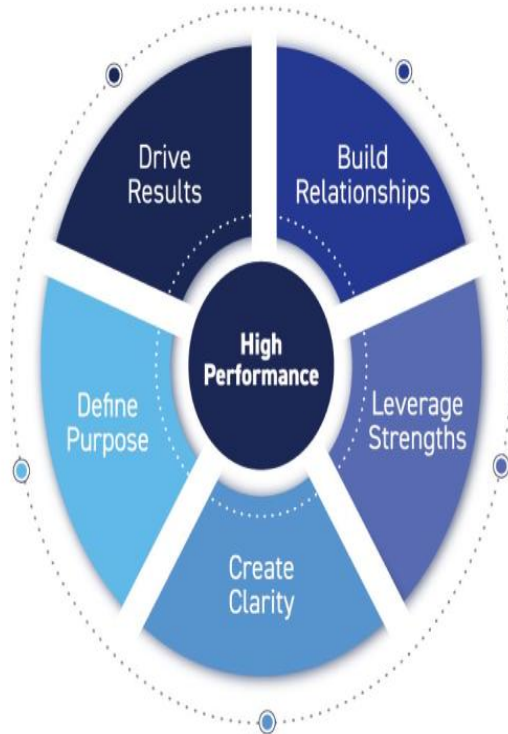 Drive
Results
Build
Relationships
High
Performance
Define
Purpose
Leverage
Strengths
Create
Clarity